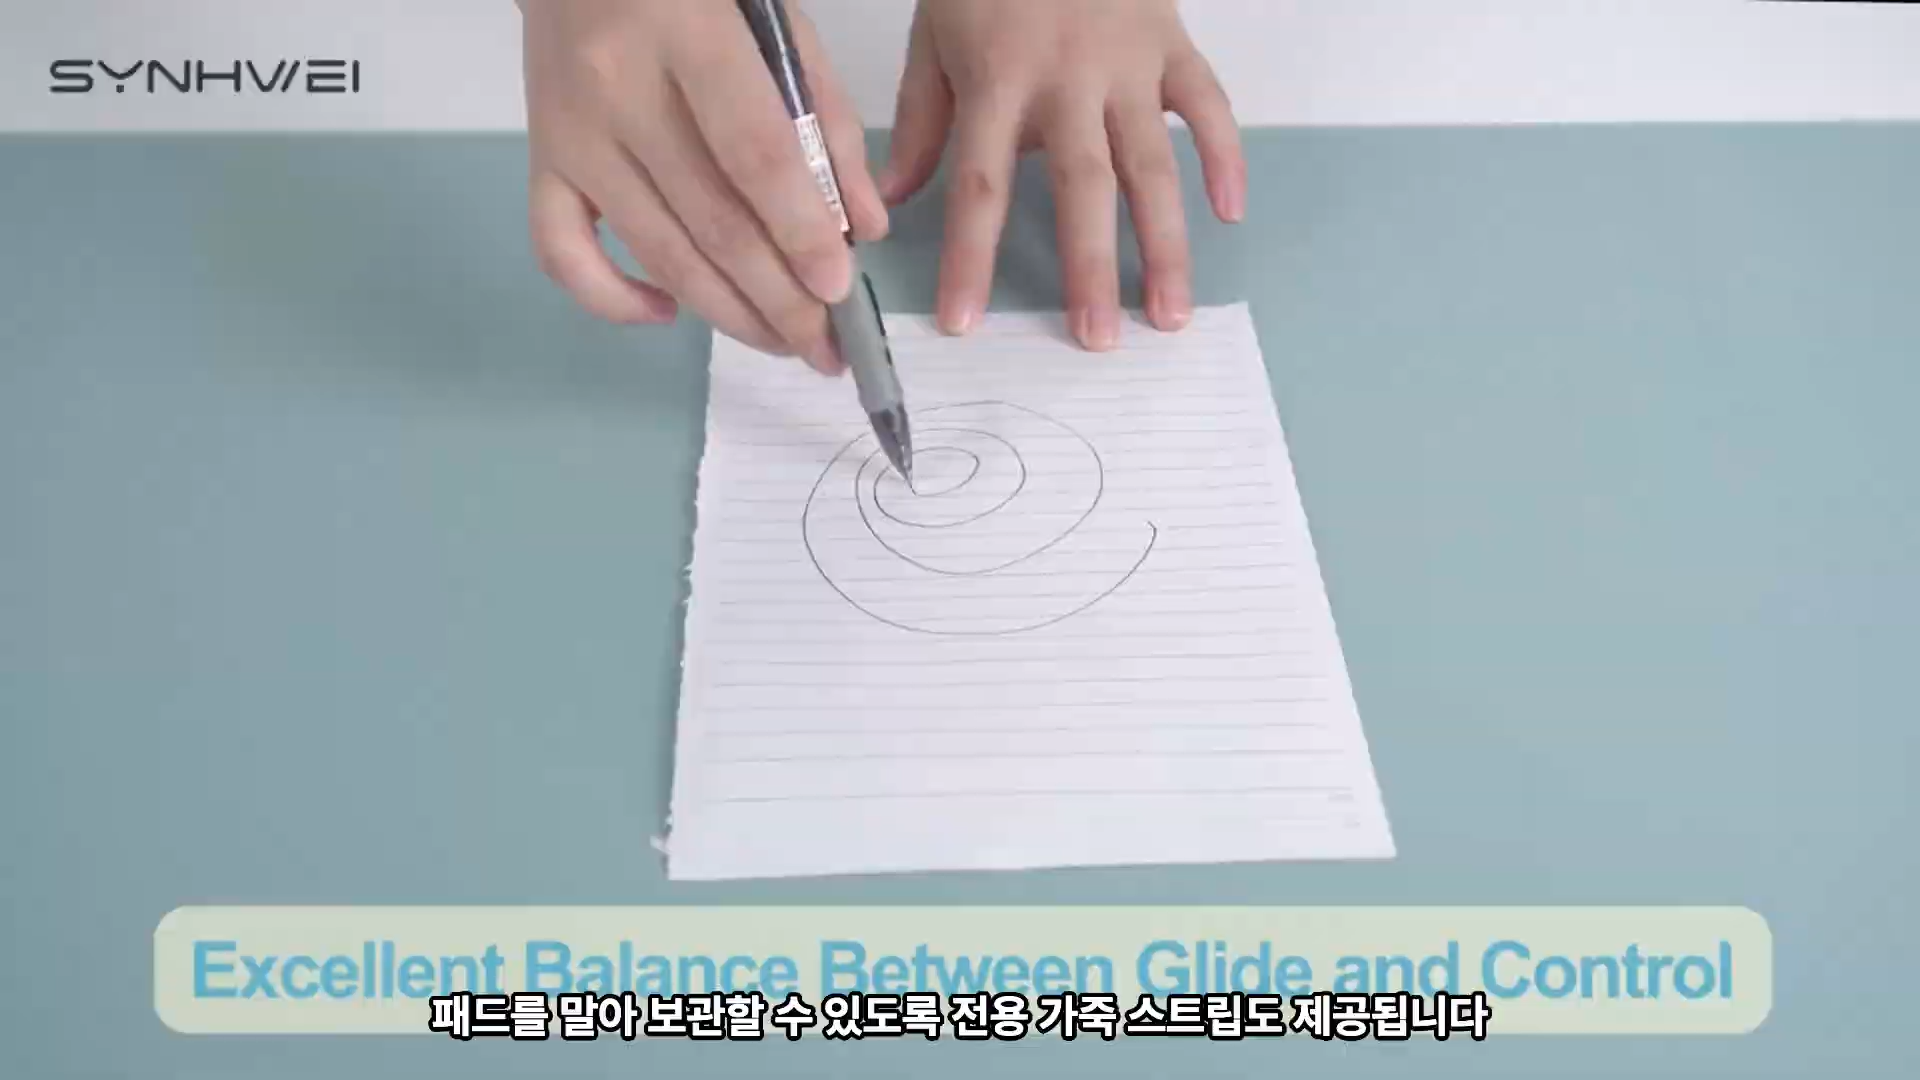 SYNHWEI
Excellent Balance Between Glide and Control
패드를 말아 보관할 수 있도록 전용 가죽 스트립도 제공됩니다